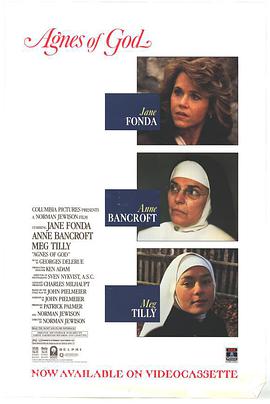 Agnes of God
Jane
FONDA
Anne
BANCROFT
Meg
TILLY
COLUMBIA PICTURES PRESENTS
A NORMAN JEWISON FILM
STARRING JANE FONDA
ANNE BANCROFT
MEG TILLY
"AGNES OF GOD"
GEORGES DELERUE
KEN ADAM
SVEN NYKVIST, A.S.C.
CHARLES MILHAUPT
JOHN PIELMEIER
JOHN PIELMEIER
PATRICK PALMER
NORMAN JEWISON
NORMAN JEWISON
DELPHI
NOW AVAILABLE ON VIDEOCASSETTE